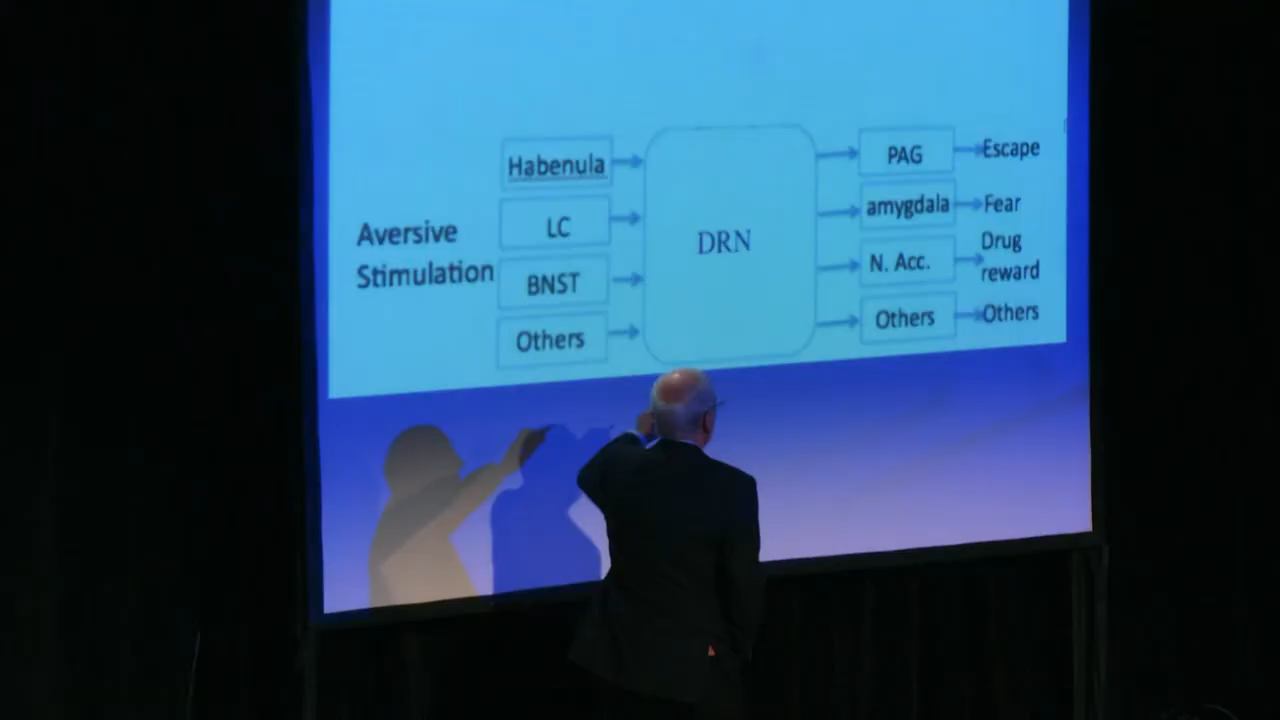 Aversive
Stimulation
Habenula
LC
BNST
Others
DRN
PAG
amygdala
N. Acc.
Others
Escape
Fear
Drug
reward
Others